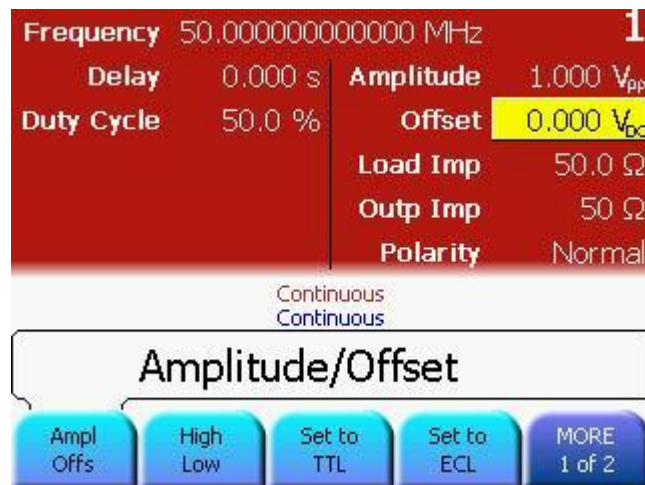 Frequency 50.000000000000 MHz 1
Delay 0.000 s Amplitude 1.000 Vpp
Duty Cycle 50.0 % Offset 0.000 VDC
Load Imp 50.0 Ω
Outp Imp 50 Ω
Polarity Normal
Continuous
Continuous
Amplitude/Offset
Ampl Offs
High Low
Set to TTL
Set to ECL
MORE 1 of 2